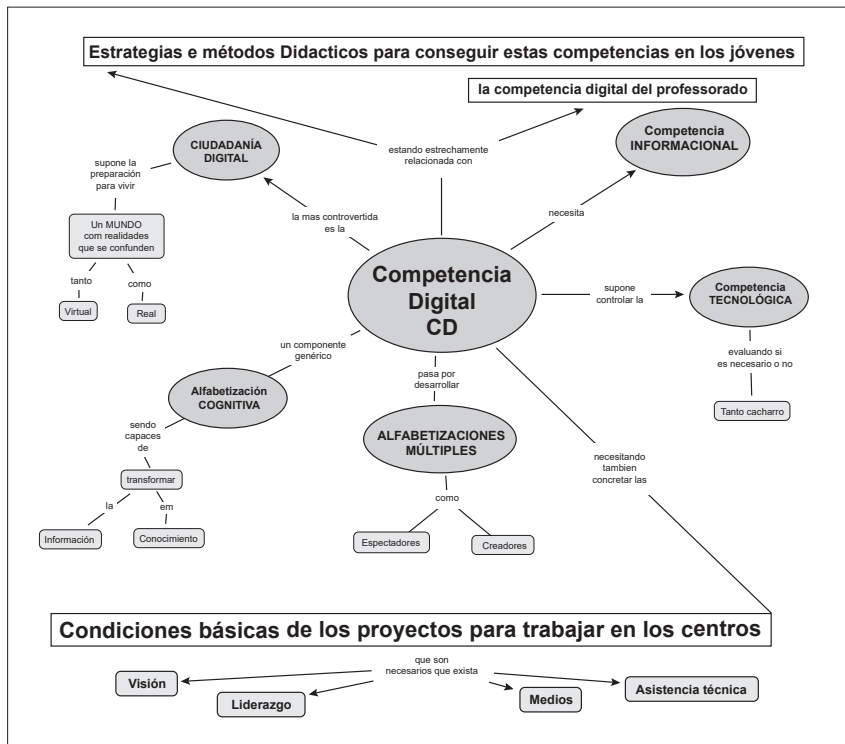 Estrategias e métodos Didacticos para conseguir estas competencias en los jóvenes
la competencia digital del professorado
CIUDADANÍA
DIGITAL
estando estrechamente
relacionada con
Competencia
INFORMACIONAL
supone la
preparación
para vivir
la mas controvertida
es la
necesita
Un MUNDO
com realidades
que se confunden
tanto
como
Virtual
Real
Competencia
Digital
CD
supone
controlar la
Competencia
TECNOLÓGICA
un componente
genérico
evaluando si
es necesario o no
pasa por
desarrollar
Alfabetización
COGNITIVA
Tanto cacharro
sendo
capaces
de
ALFABETIZACIONES
MÚLTIPLES
necesitando
tambien
concretar las
transformar
la
em
como
Información
Conocimiento
Espectadores
Creadores
Condiciones básicas de los proyectos para trabajar en los centros
que son
necesarios que exista
Visión
Liderazgo
Medios
Asistencia técnica